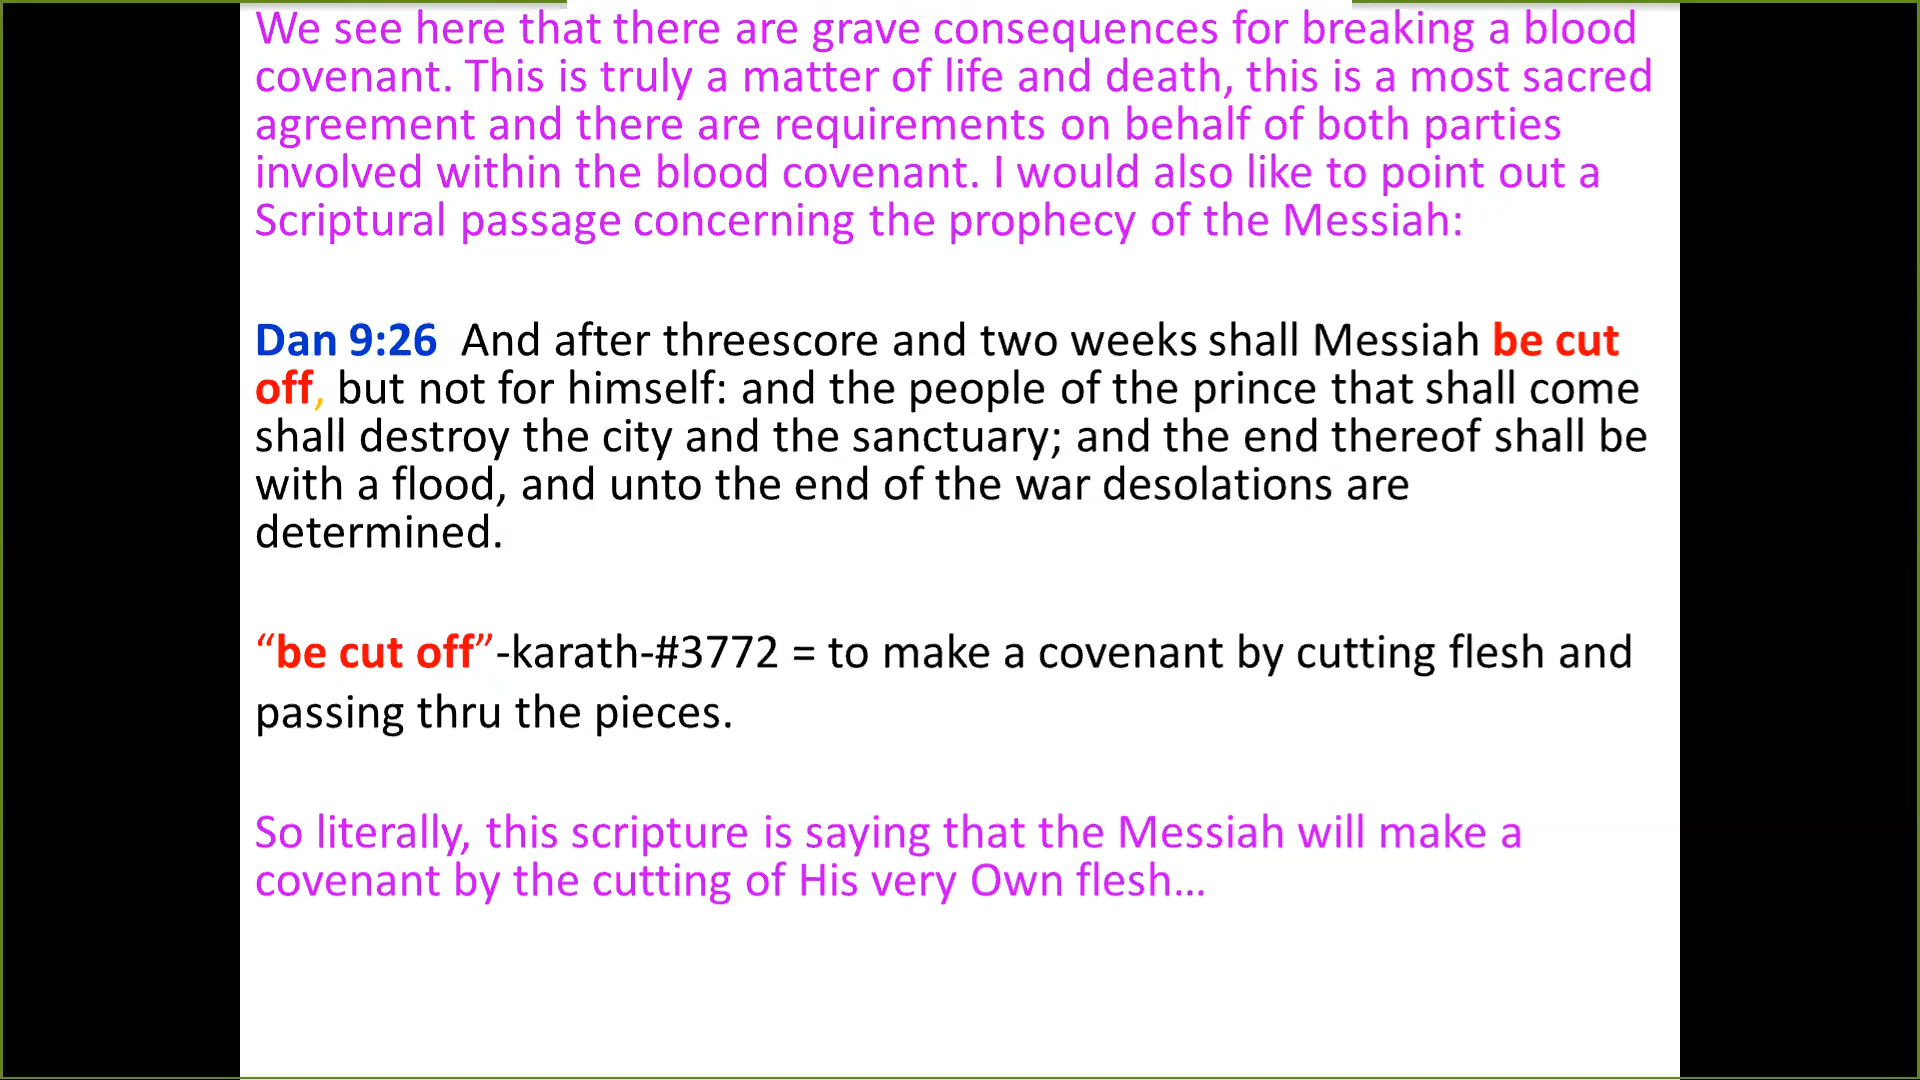 We see here that there are grave consequences for breaking a blood
covenant. This is truly a matter of life and death, this is a most sacred
agreement and there are requirements on behalf of both parties
involved within the blood covenant. I would also like to point out a
Scriptural passage concerning the prophecy of the Messiah:
Dan 9:26 And after threescore and two weeks shall Messiah be cut
off, but not for himself: and the people of the prince that shall come
shall destroy the city and the sanctuary; and the end thereof shall be
with a flood, and unto the end of the war desolations are
determined.
“be cut off”-karath-#3772 = to make a covenant by cutting flesh and
passing thru the pieces.
So literally, this scripture is saying that the Messiah will make a
covenant by the cutting of His very Own flesh…